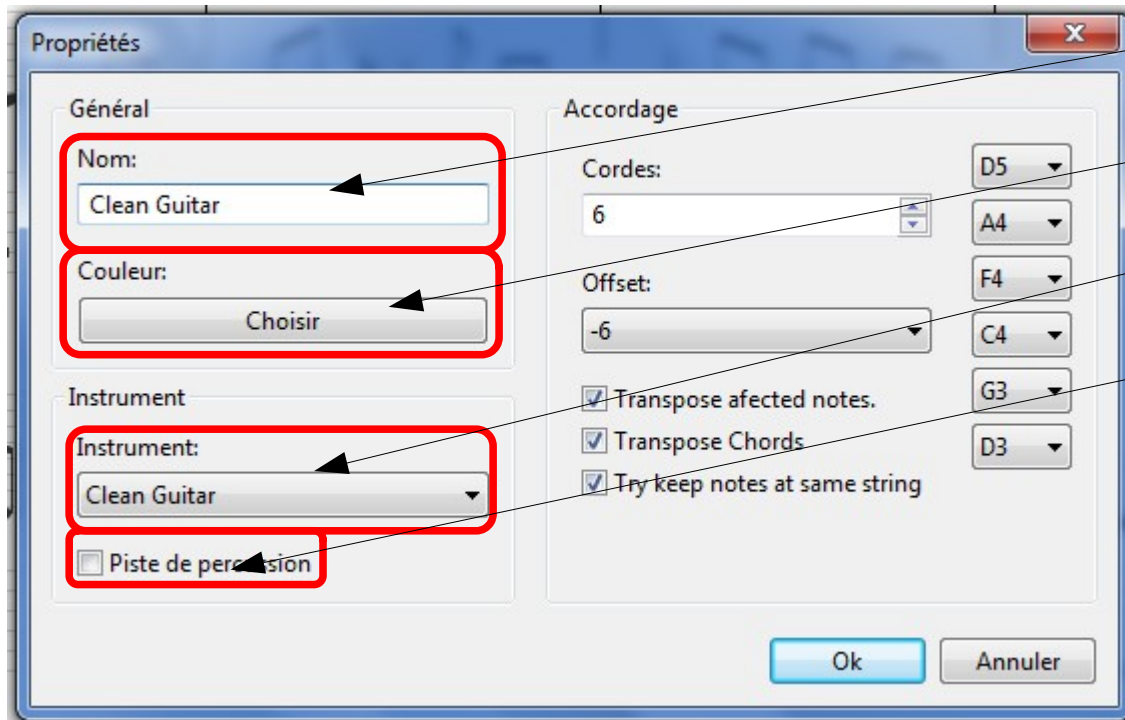 Propriétés
Général
Nom:
Clean Guitar
Couleur:
Choisir
Instrument
Instrument:
Clean Guitar
Piste de percussion
Accordage
Cordes:
6
Offset:
-6
Transpose afected notes.
Transpose Chords
Try keep notes at same string
D5
A4
F4
C4
G3
D3
Ok
Annuler